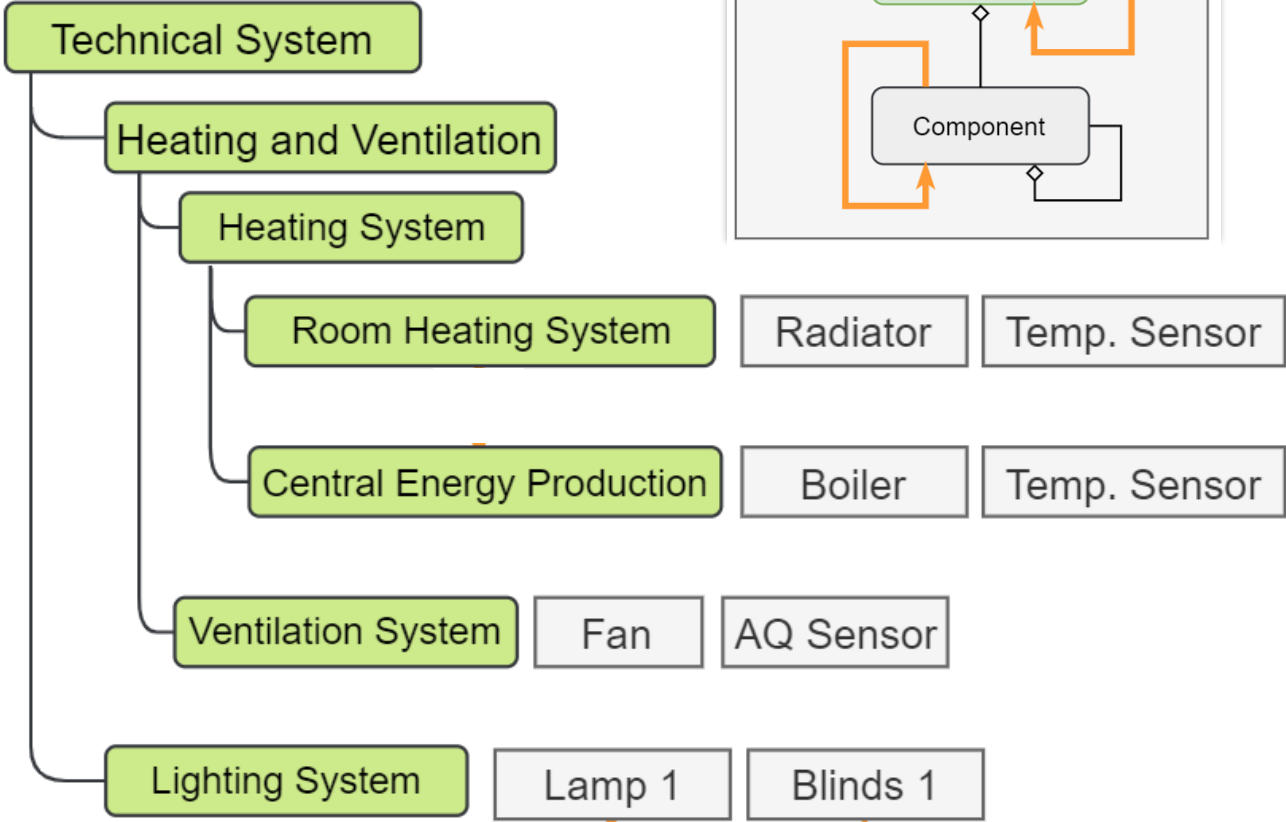 Technical System
Component
Heating and Ventilation
Heating System
Room Heating System
Radiator
Temp. Sensor
Central Energy Production
Boiler
Temp. Sensor
Ventilation System
Fan
AQ Sensor
Lighting System
Lamp 1
Blinds 1